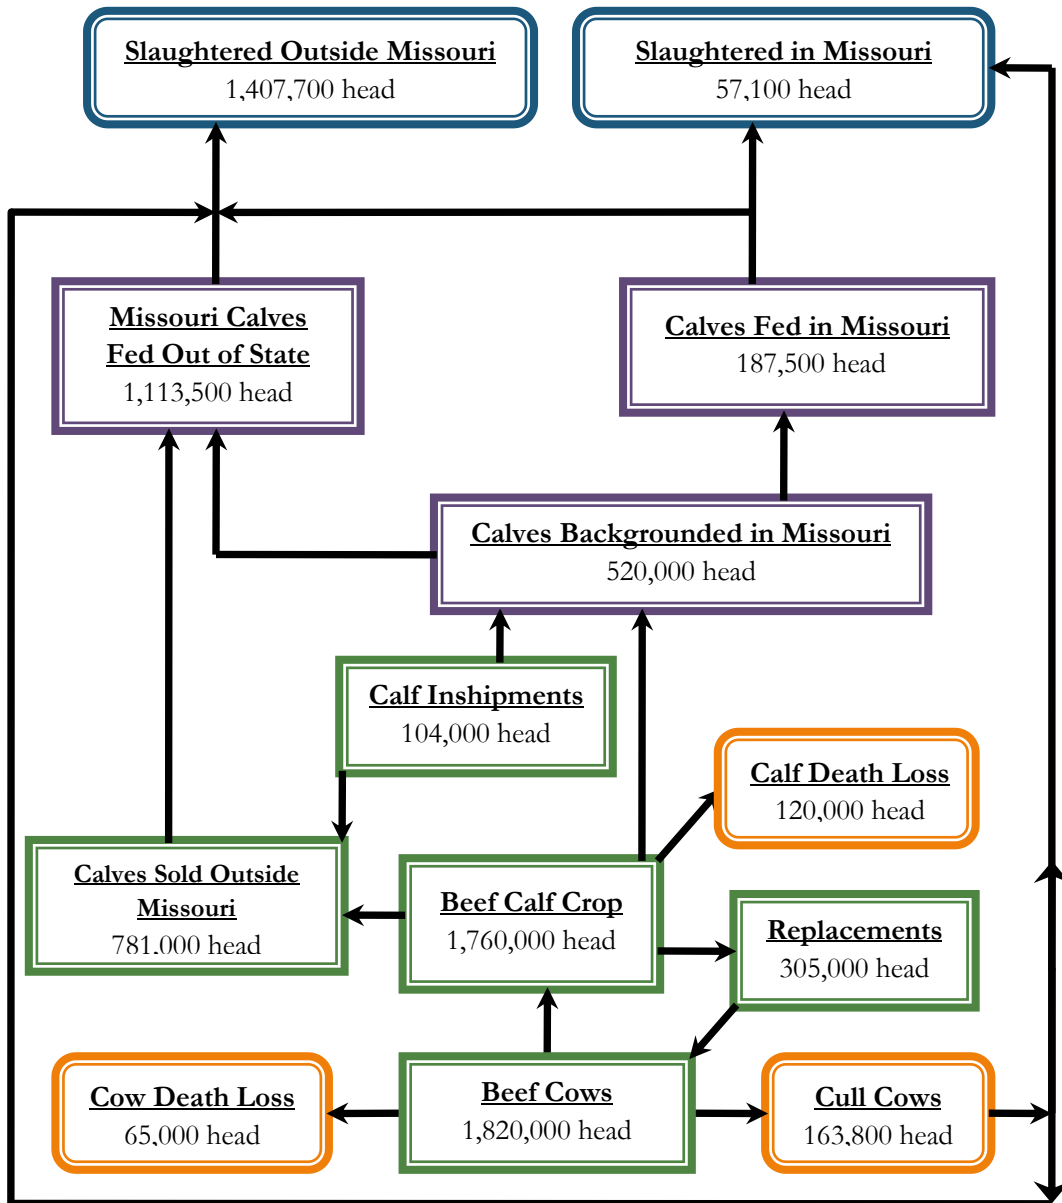 Slaughtered Outside Missouri
1,407,700 head
Slaughtered in Missouri
57,100 head
Missouri Calves
Fed Out of State
1,113,500 head
Calves Fed in Missouri
187,500 head
Calves Backgrounded in Missouri
520,000 head
Calf Inshipments
104,000 head
Calf Death Loss
120,000 head
Calves Sold Outside
Missouri
781,000 head
Beef Calf Crop
1,760,000 head
Replacements
305,000 head
Cow Death Loss
65,000 head
Beef Cows
1,820,000 head
Cull Cows
163,800 head